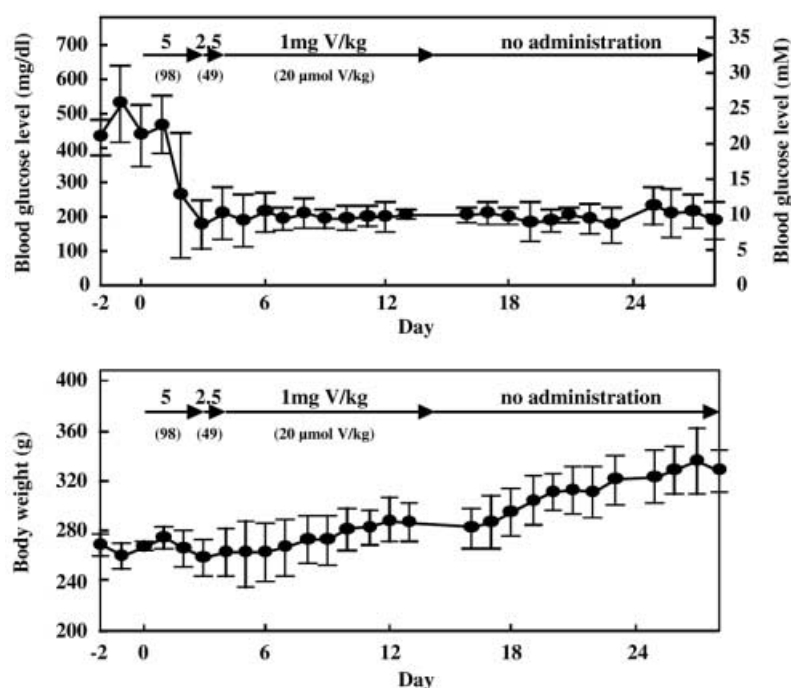 5 2.5 1mg V/kg no administration
(98) (49) (20 µmol V/kg)
Blood glucose level (mg/dl)
700
600
500
400
300
200
100
0
Blood glucose level (mM)
35
30
25
20
15
10
5
0
-2 0 6 12 18 24
Day
5 2.5 1mg V/kg no administration
(98) (49) (20 µmol V/kg)
Body weight (g)
400
360
320
280
240
200
-2 0 6 12 18 24
Day